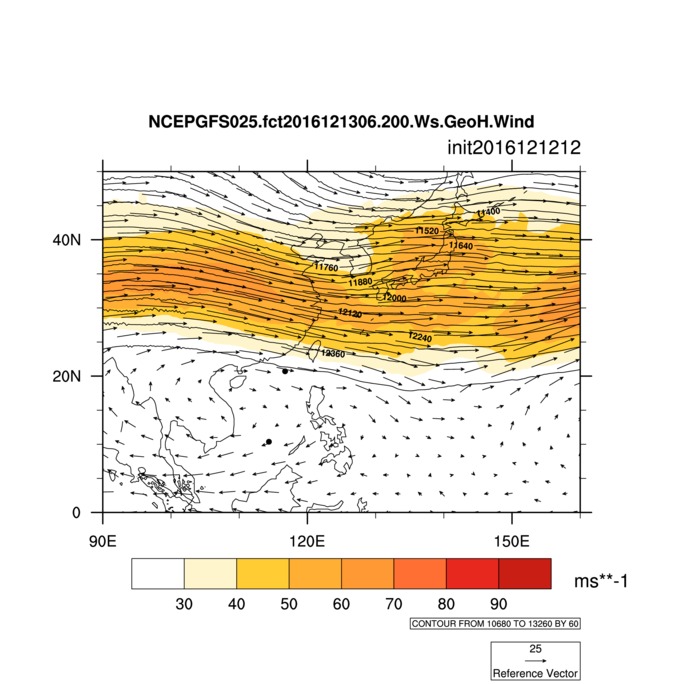 NCEPGFS025.fct2016121306.200.Ws.GeoH.Wind
init2016121212
11400
11520
40N
11640
11760
11880
12000
12120
12240
12360
20N
0
90E 120E 150E
ms**-1
30 40 50 60 70 80 90
CONTOUR FROM 10680 TO 13260 BY 60
25
Reference Vector